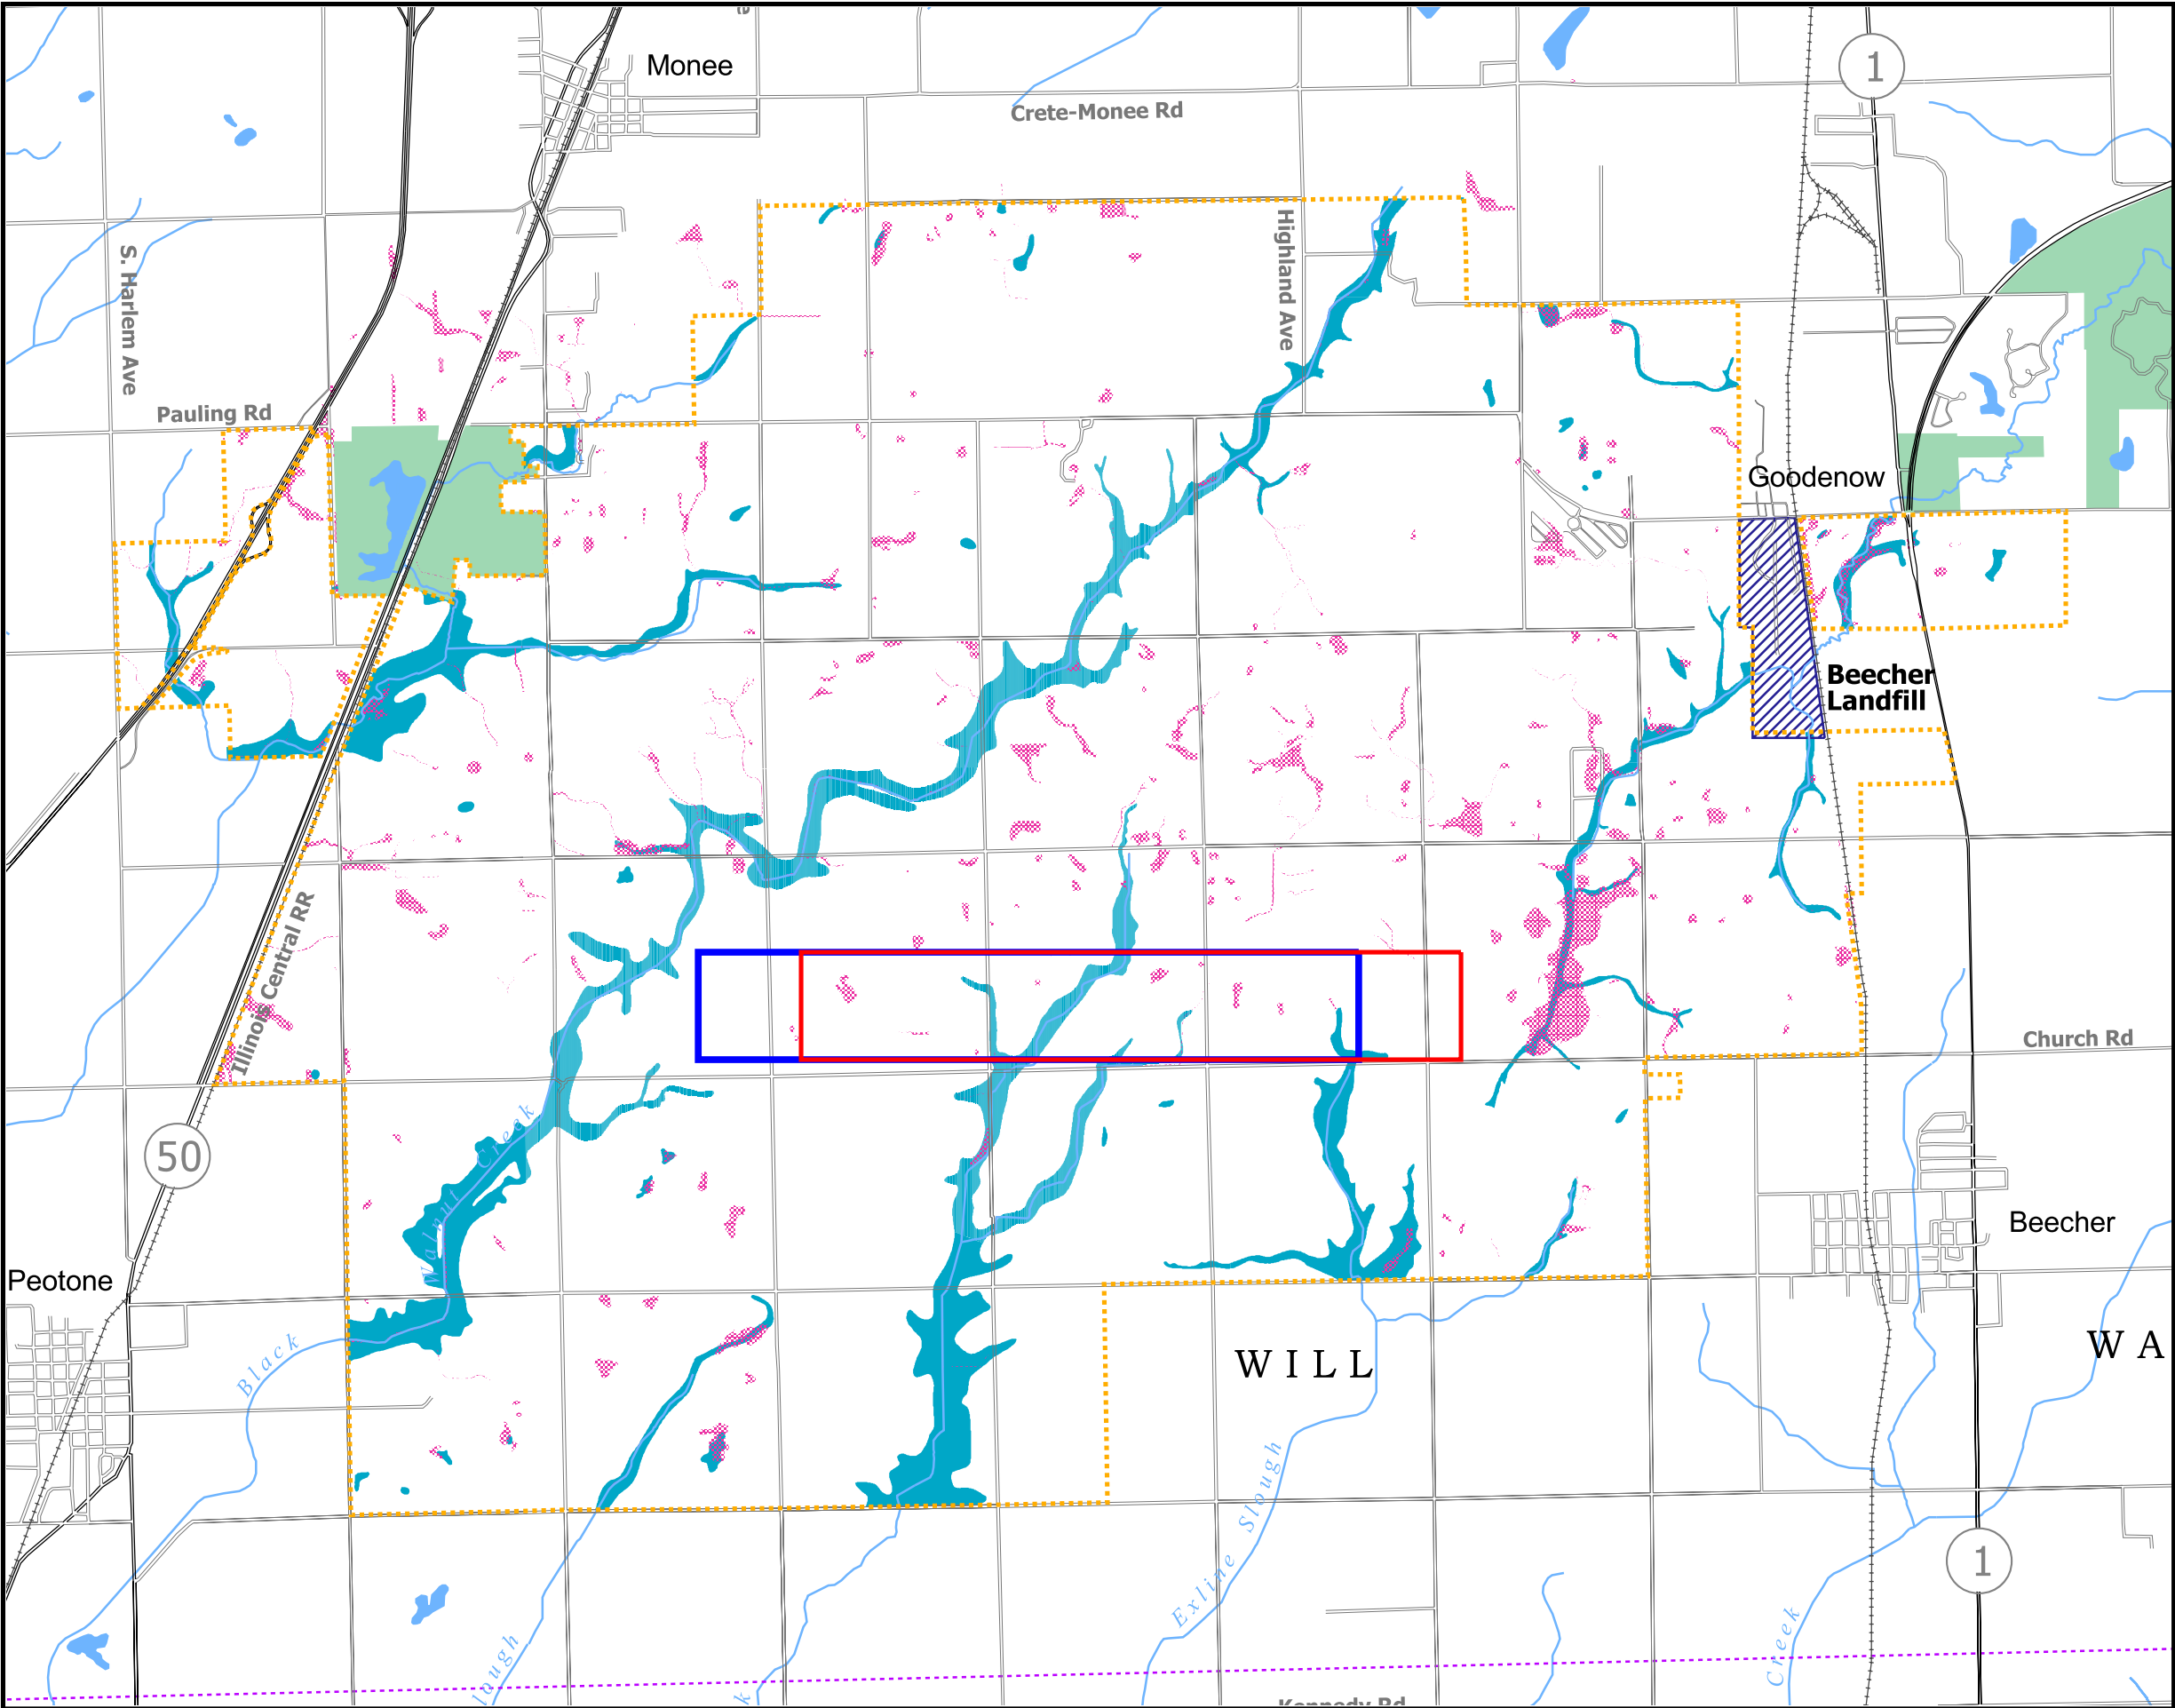 Monee
1
Crete-Monee Rd
Highland Ave
S. Harlem Ave
Pauling Rd
Goodenow
Beecher
Landfill
Illinois Central RR
Church Rd
50
Walnut Creek
Beecher
Peotone
WILL
WA
Black
Exline Slough
1
Creek
lough
k
Kennedy Rd